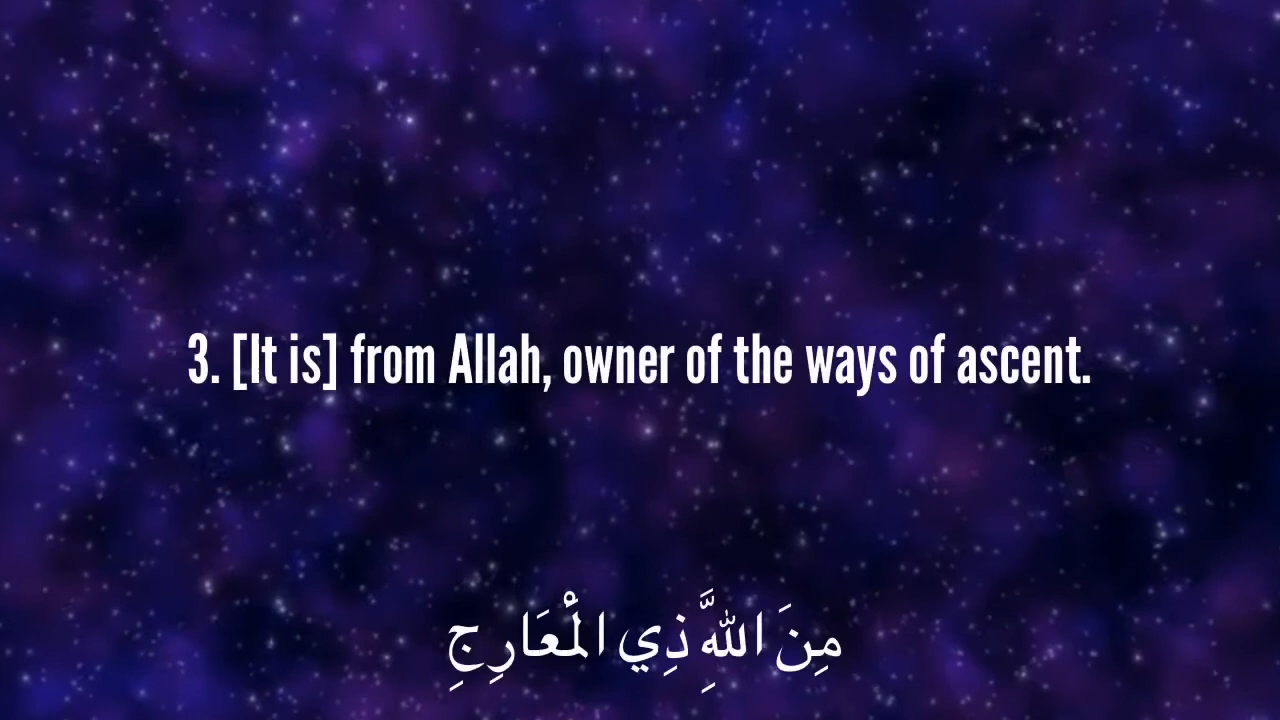 3. [It is] from Allah, owner of the ways of ascent.
مِنَ اللَّهِ ذِي الْمَعَارِجِ